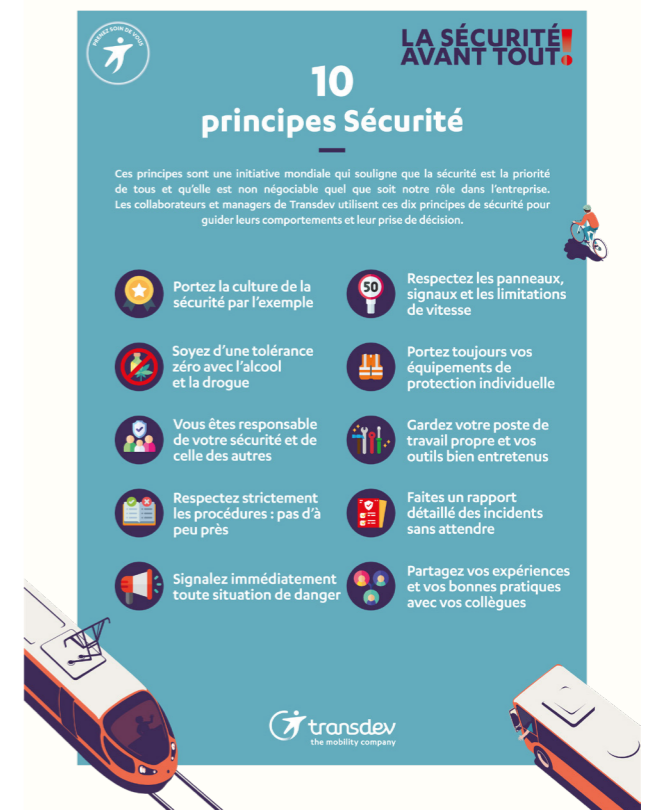 PRENEZ SOIN DE VOUS
LA SÉCURITÉ
AVANT TOUT!
10
principes Sécurité
Ces principes sont une initiative mondiale qui souligne que la sécurité est la priorité
de tous et qu'elle est non négociable quel que soit notre rôle dans l'entreprise.
Les collaborateurs et managers de Transdev utilisent ces dix principes de sécurité pour
guider leurs comportements et leur prise de décision.
Portez la culture de la
sécurité par l'exemple
Soyez d'une tolérance
zéro avec l'alcool
et la drogue
Vous êtes responsable
de votre sécurité et de
celle des autres
Respectez strictement
les procédures : pas d'à
peu près
Signalez immédiatement
toute situation de danger
50
Respectez les panneaux,
signaux et les limitations
de vitesse
Portez toujours vos
équipements de
protection individuelle
Gardez votre poste de
travail propre et vos
outils bien entretenus
Faites un rapport
détaillé des incidents
sans attendre
Partagez vos expériences
et vos bonnes pratiques
avec vos collègues
transdev
the mobility company